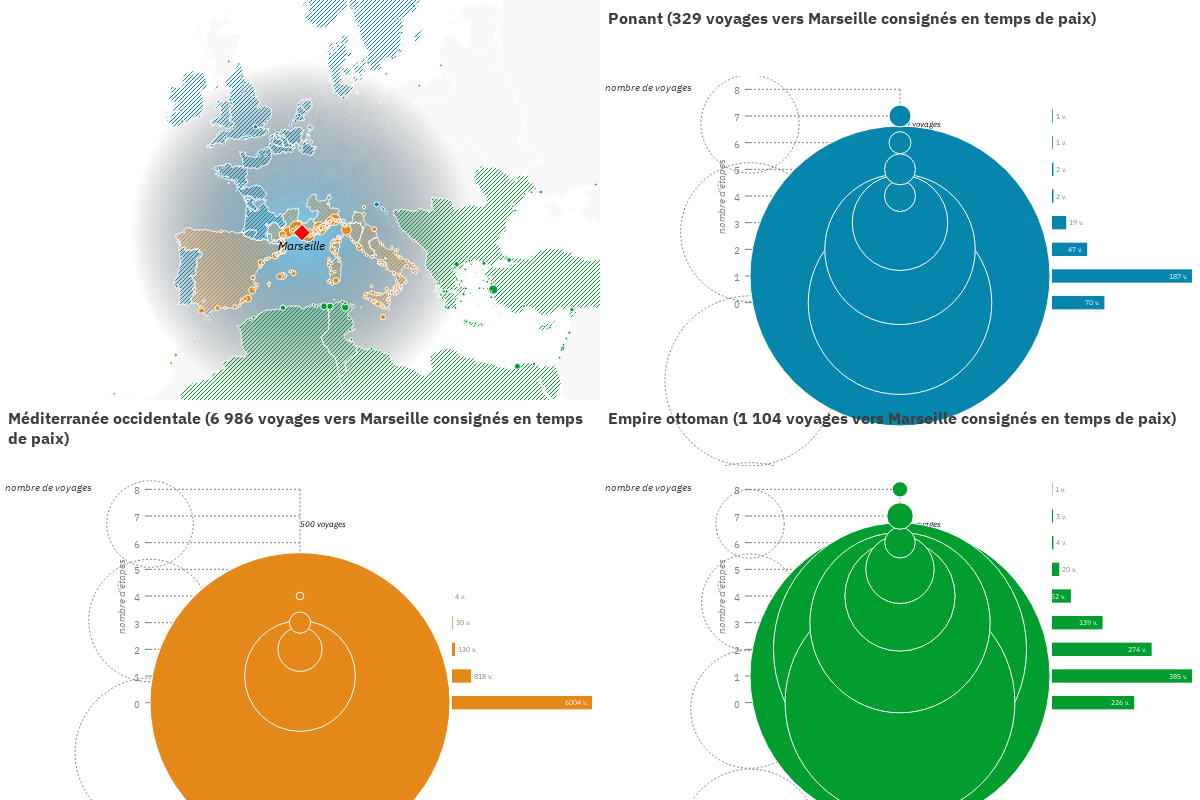 Marseille
Ponant (329 voyages vers Marseille consignés en temps de paix)
nombre de voyages
voyages
nombre d'étapes
8
7
6
5
4
3
2
1
0
1 v.
1 v.
2 v.
2 v.
19 v.
47 v.
187 v.
70 v.
Méditerranée occidentale (6 986 voyages vers Marseille consignés en temps
de paix)
nombre de voyages
500 voyages
nombre d'étapes
8
7
6
5
4
3
2
1
0
4 v.
30 v.
130 v.
818 v.
6004 v.
Empire ottoman (1 104 voyages vers Marseille consignés en temps de paix)
nombre de voyages
nombre d'étapes
8
7
6
5
4
3
2
1
0
1 v.
3 v.
4 v.
20 v.
52 v.
139 v.
274 v.
385 v.
226 v.